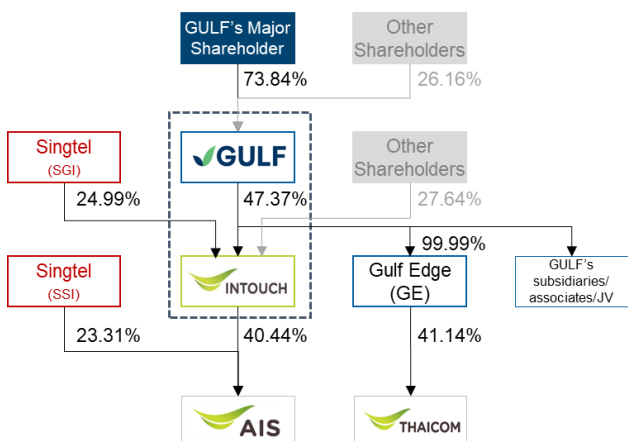 GULF's Major
Shareholder
Other
Shareholders
73.84%
26.16%
Singtel
(SGI)
GULF
Other
Shareholders
24.99%
47.37%
27.64%
99.99%
Singtel
(SSI)
INTOUCH
Gulf Edge
(GE)
GULF's
subsidiaries/
associates/JV
23.31%
40.44%
41.14%
AIS
THAICOM